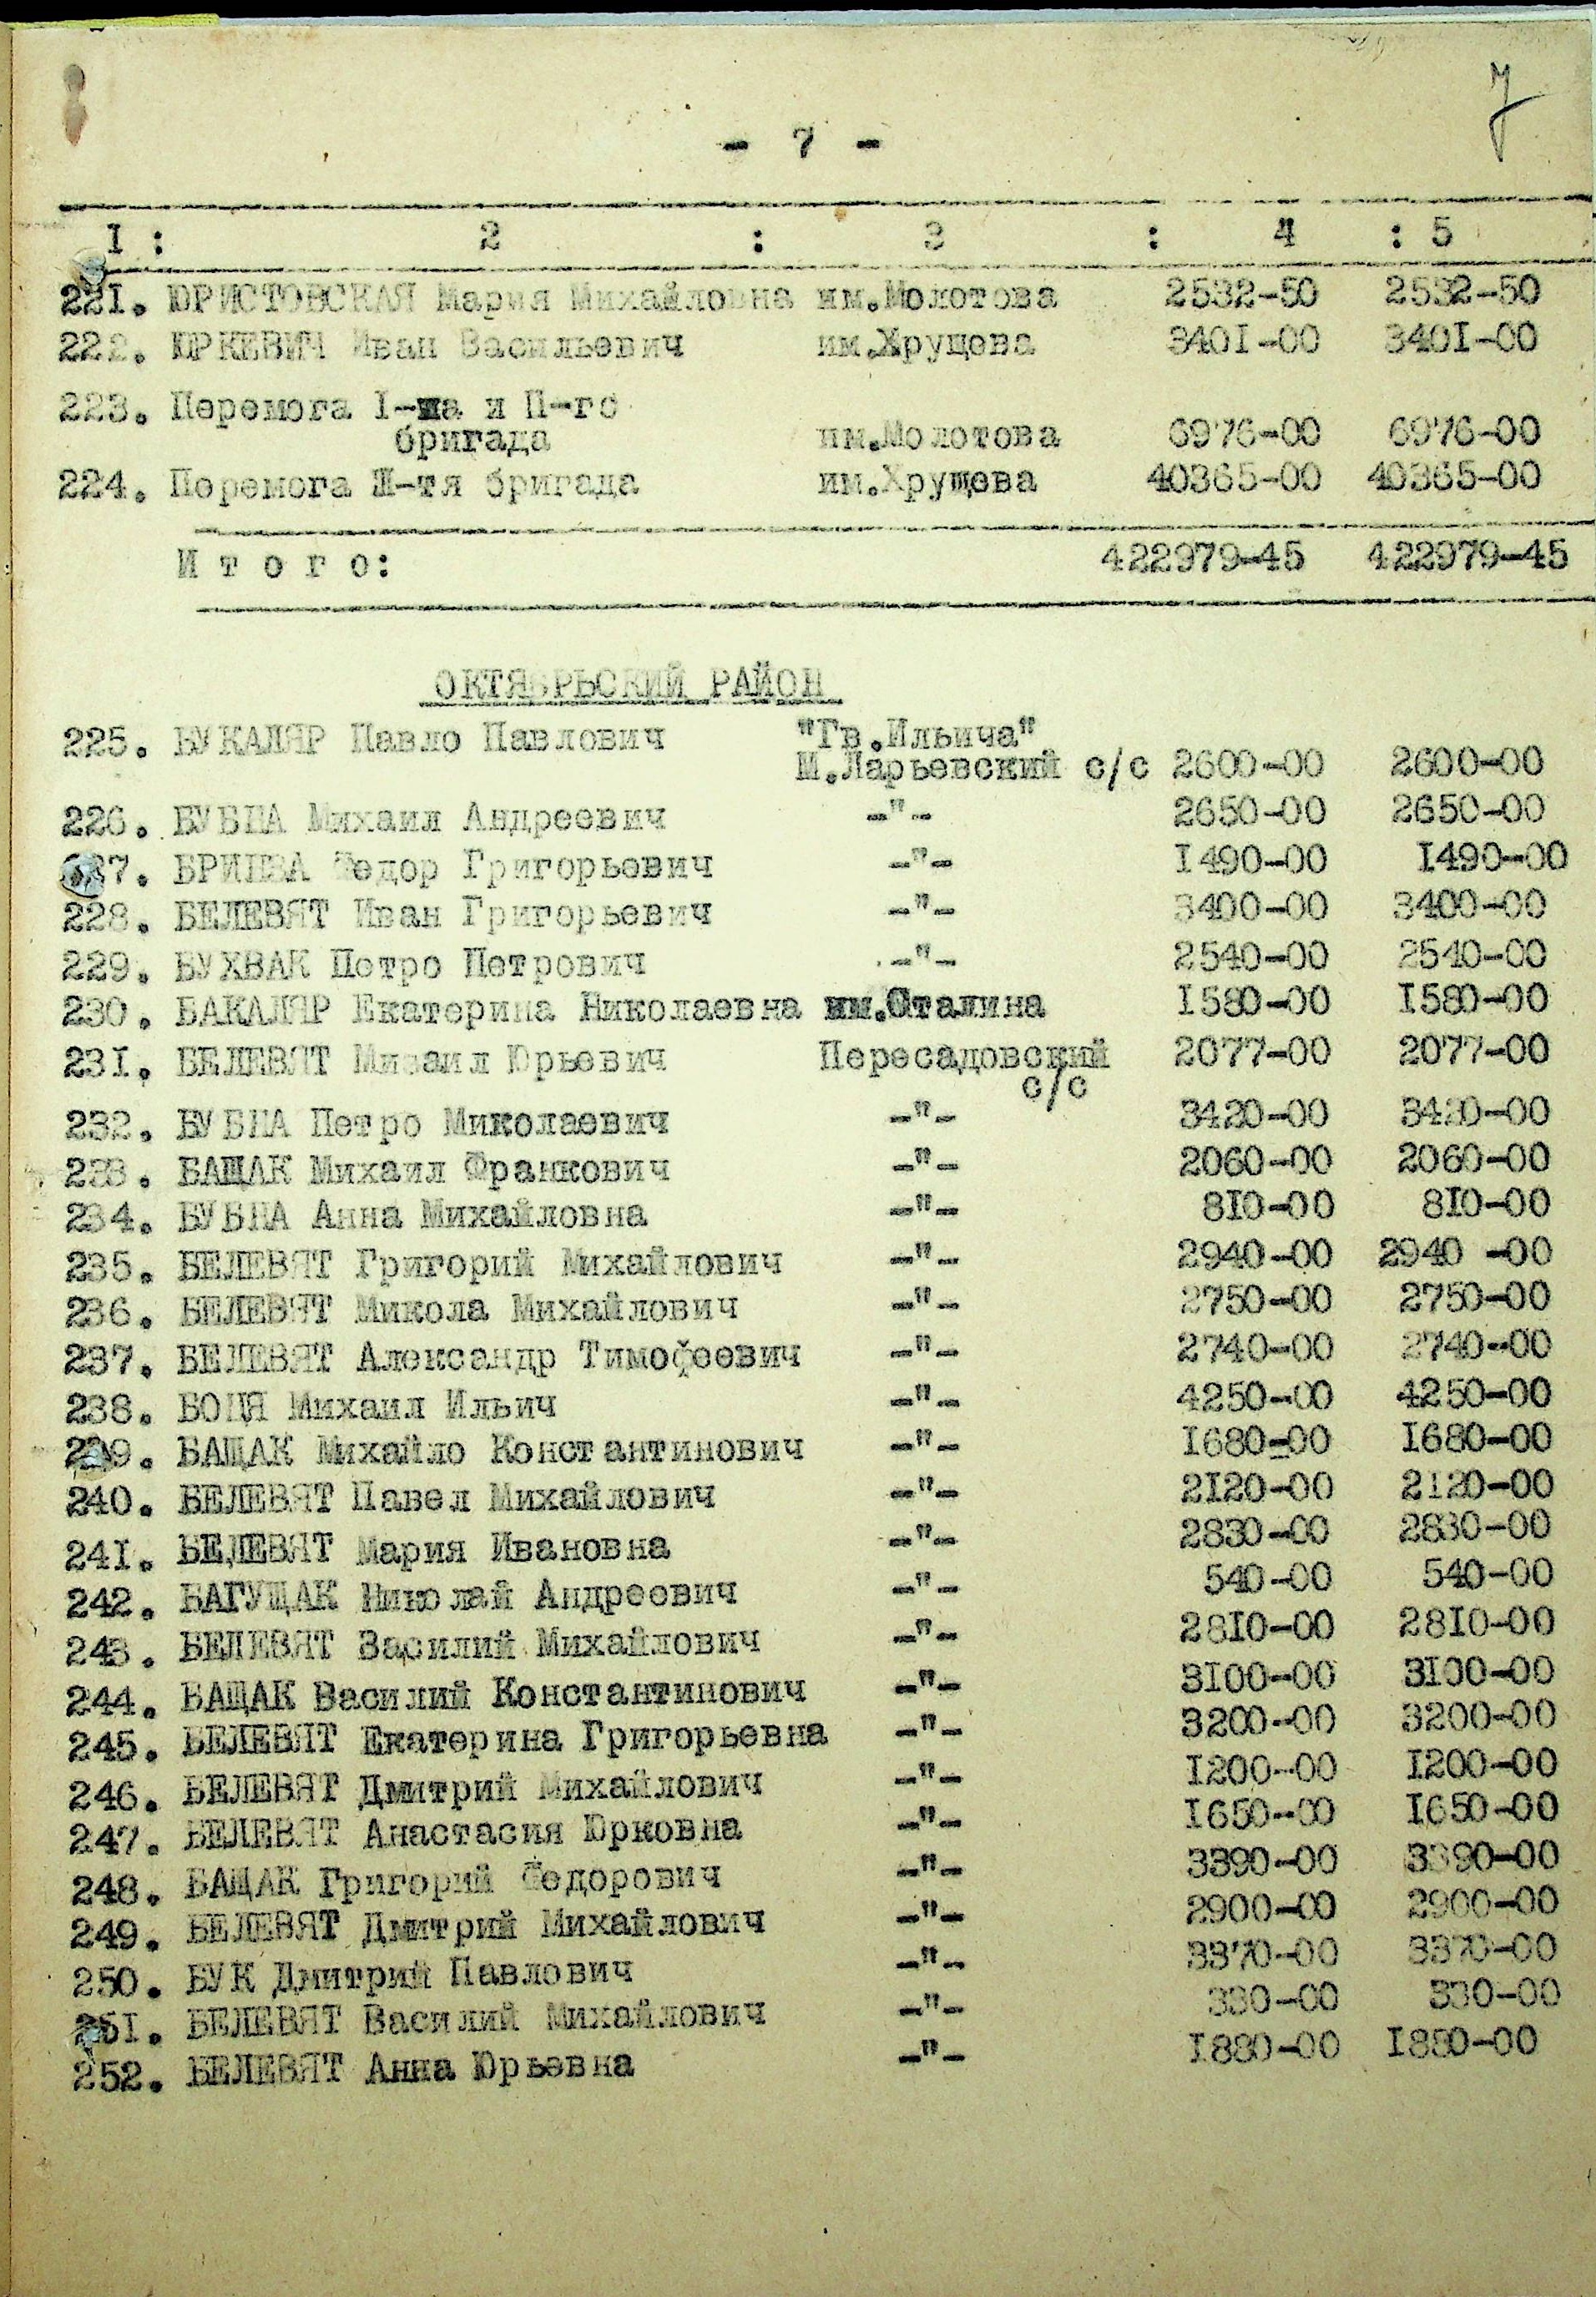 7
- 7 -
I : 2 : 3 : 4 : 5
221. ЮРИСТОВСКАЯ Мария Михайловна им.Молотова 2532-50 2532-50
222. ЮРКЕВИЧ Иван Васильевич им.Хрущева 3401-00 3401-00
223. Перемога I-ша и П-го
бригада им.Молотова 6976-00 6976-00
224. Перемога Ш-тя бригада им.Хрущева 40365-00 40365-00
И т о г о: 422979-45 422979-45
ОКТЯБРЬСКИЙ РАЙОН
225. БУКАЛЯР Павло Павлович "Гв.Ильича"
М.Ларьевский с/с 2600-00 2600-00
226. БУБНА Михаил Андреевич -"- 2650-00 2650-00
227. Федор Григорьевич -"- 1490-00 1490-00
228. БЕЛЕВЯТ Иван Григорьевич -"- 3400-00 3400-00
229. БУХВАК Петро Петрович -"- 2540-00 2540-00
230. БАКАЛЯР Екатерина Николаевна им.Сталина 1580-00 1580-00
231. БЕЛЕВЯТ Михаил Юрьевич Пересадовский 2077-00 2077-00
с/с
232. БУБНА Петро Миколаевич -"- 3420-00 3420-00
233. БАЩАК Михаил Франкович -"- 2060-00 2060-00
234. БУБНА Анна Михайловна -"- 810-00 810-00
235. БЕЛЕВЯТ Григорий Михайлович -"- 2940-00 2940 -00
236. БЕЛЕВЯТ Микола Михайлович -"- 2750-00 2750-00
237. БЕЛЕВЯТ Александр Тимофеевич -"- 2740-00 2740-00
238. БОЦЯ Михаил Ильич -"- 4250-00 4250-00
239. БАЩАК Михайло Константинович -"- 1680-00 1680-00
240. БЕЛЕВЯТ Павел Михайлович -"- 2120-00 2120-00
241. БЕЛЕВЯТ Мария Ивановна -"- 2830-00 2830-00
242. БАГУЩАК Николай Андреевич -"- 540-00 540-00
243. БЕЛЕВЯТ Василий Михайлович -"- 2810-00 2810-00
244. БАЩАК Василий Константинович -"- 3100-00 3100-00
245. БЕЛЕВЯТ Екатерина Григорьевна -"- 3200-00 3200-00
246. БЕЛЕВЯТ Дмитрий Михайлович -"- 1200-00 1200-00
247. БЕЛЕВЯТ Анастасия Юрковна -"- 1650-00 1650-00
248. БАЩАК Григорий Федорович -"- 3390-00 3390-00
249. БЕЛЕВЯТ Дмитрий Михайлович -"- 2900-00 2900-00
250. БУК Дмитрий Павлович -"- 3370-00 3370-00
251. БЕЛЕВЯТ Василий Михайлович -"- 330-00 330-00
252. БЕЛЕВЯТ Анна Юрьевна -"- 1880-00 1880-00